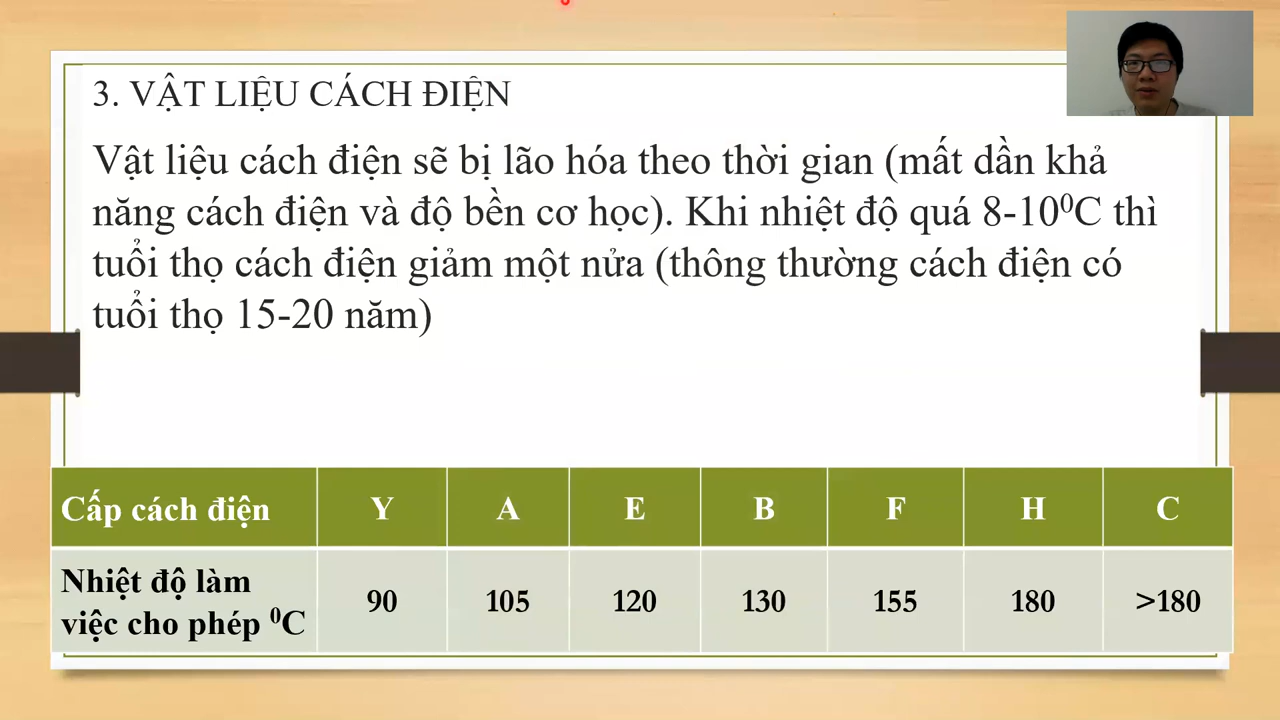 3. VẬT LIỆU CÁCH ĐIỆN
Vật liệu cách điện sẽ bị lão hóa theo thời gian (mất dần khả
năng cách điện và độ bền cơ học). Khi nhiệt độ quá 8-10⁰C thì
tuổi thọ cách điện giảm một nửa (thông thường cách điện có
tuổi thọ 15-20 năm)
Cấp cách điện Y A E B F H C
Nhiệt độ làm
việc cho phép ⁰C 90 105 120 130 155 180 >180